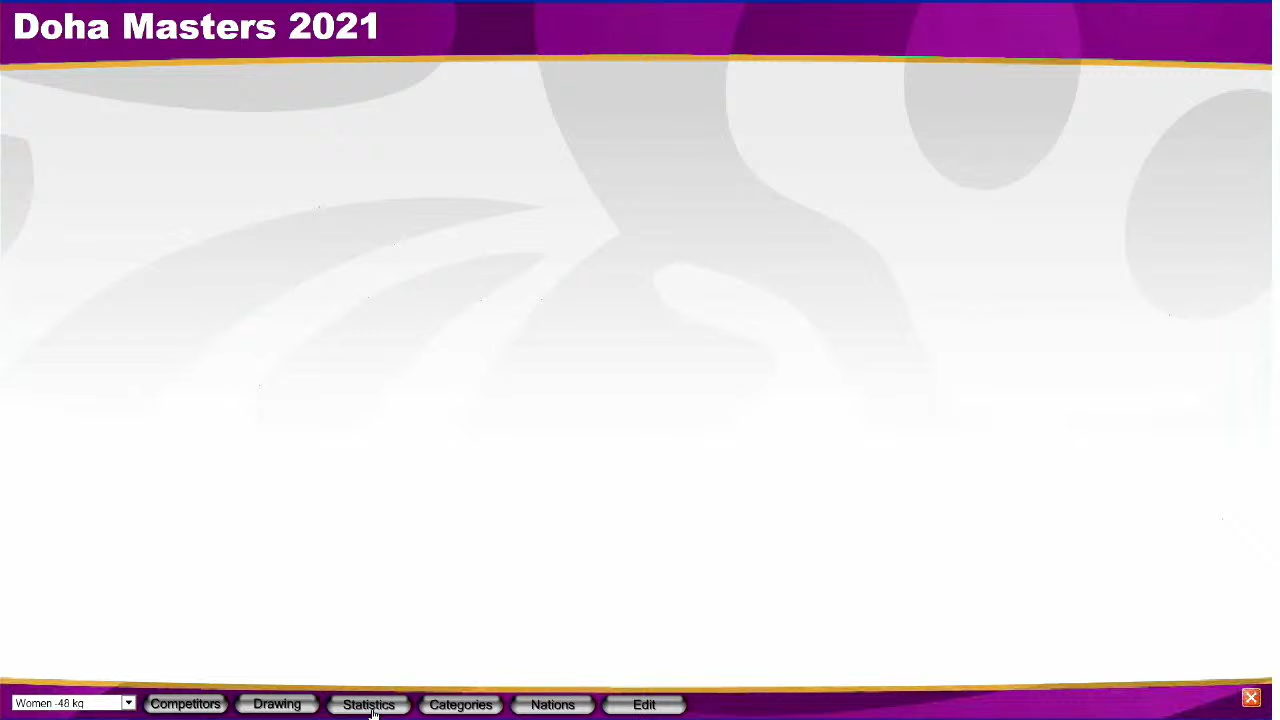 Doha Masters 2021
Women -48 kg
Competitors
Drawing
Statistics
Categories
Nations
Edit